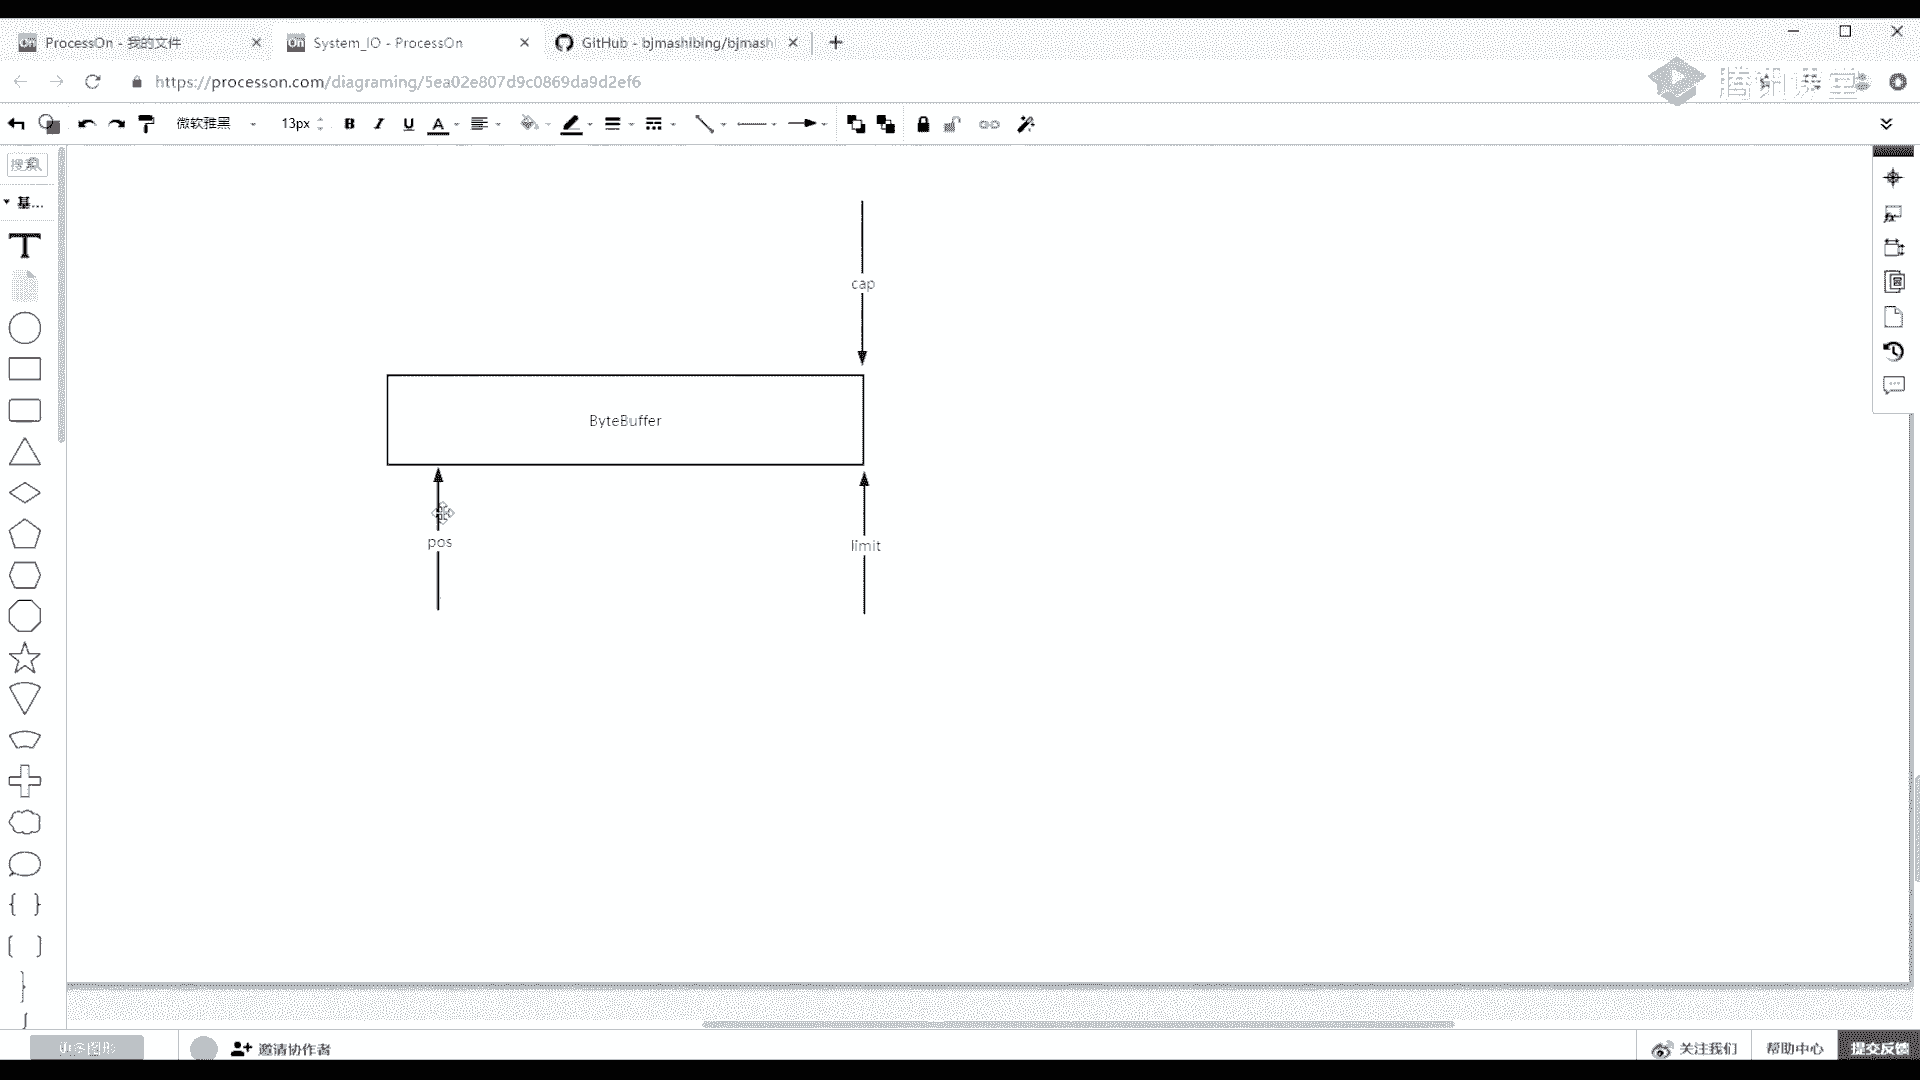 ProcessOn - 我的文件
System_IO - ProcessOn
GitHub - bjmashibing/bjmash
https://processon.com/diagraming/5ea02e807d9c0869da9d2ef6
腾讯课堂
微软雅黑
13px
B I U A
搜索
基...
T
cap
ByteBuffer
pos
limit
更多图形
邀请协作者
关注我们
帮助中心
提交反馈